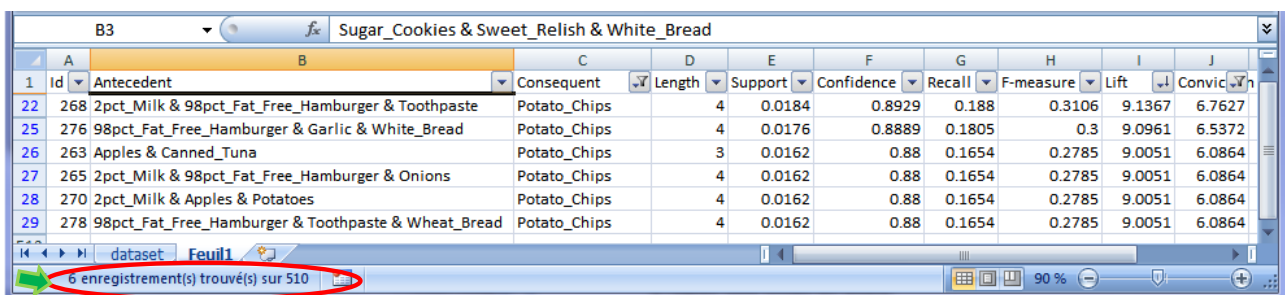 B3 fx Sugar_Cookies & Sweet_Relish & White_Bread
A B C D E F G H I J
1 Id Antecedent Consequent Length Support Confidence Recall F-measure Lift Convic n
22 268 2pct_Milk & 98pct_Fat_Free_Hamburger & Toothpaste Potato_Chips 4 0.0184 0.8929 0.188 0.3106 9.1367 6.7627
25 276 98pct_Fat_Free_Hamburger & Garlic & White_Bread Potato_Chips 4 0.0176 0.8889 0.1805 0.3 9.0961 6.5372
26 263 Apples & Canned_Tuna Potato_Chips 3 0.0162 0.88 0.1654 0.2785 9.0051 6.0864
27 265 2pct_Milk & 98pct_Fat_Free_Hamburger & Onions Potato_Chips 4 0.0162 0.88 0.1654 0.2785 9.0051 6.0864
28 270 2pct_Milk & Apples & Potatoes Potato_Chips 4 0.0162 0.88 0.1654 0.2785 9.0051 6.0864
29 278 98pct_Fat_Free_Hamburger & Toothpaste & Wheat_Bread Potato_Chips 4 0.0162 0.88 0.1654 0.2785 9.0051 6.0864
dataset Feuil1
6 enregistrement(s) trouvé(s) sur 510 90 %